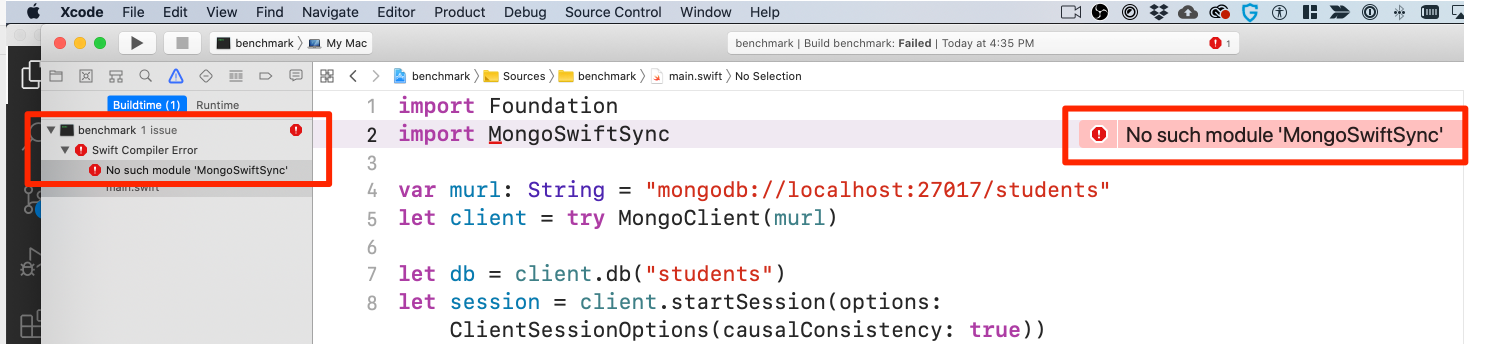 Xcode File Edit View Find Navigate Editor Product Debug Source Control Window Help
benchmark My Mac
benchmark | Build benchmark: Failed | Today at 4:35 PM 1
benchmark Sources benchmark main.swift No Selection
Buildtime (1) Runtime
benchmark 1 issue
Swift Compiler Error
No such module 'MongoSwiftSync'
main.swift
1 import Foundation
2 import MongoSwiftSync
No such module 'MongoSwiftSync'
3
4 var murl: String = "mongodb://localhost:27017/students"
5 let client = try MongoClient(murl)
6
7 let db = client.db("students")
8 let session = client.startSession(options:
ClientSessionOptions(causalConsistency: true))